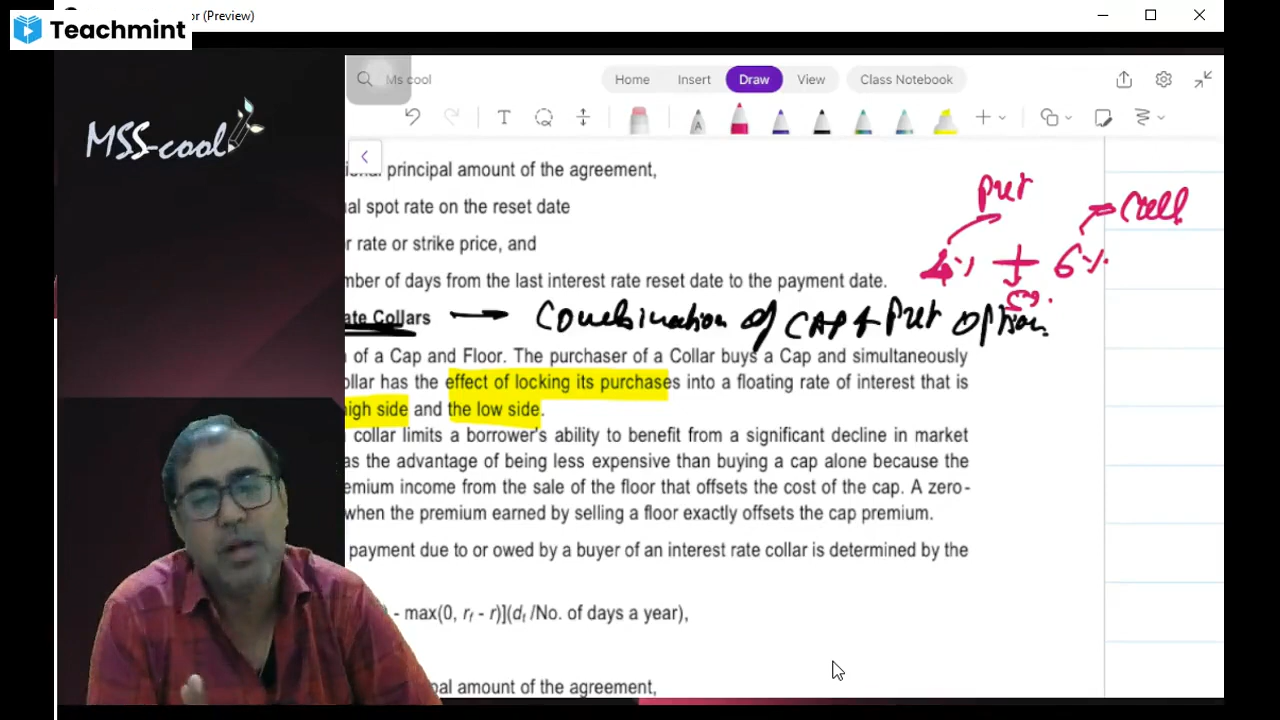 or (Preview)
Teachmint
Ms cool
Home Insert Draw View Class Notebook
MSS-cool
ional principal amount of the agreement,
al spot rate on the reset date
r rate or strike price, and
mber of days from the last interest rate reset date to the payment date.
Put
Call
4% + 6%
5%.
ate Collars → Combination of CAP + Put option
of a Cap and Floor. The purchaser of a Collar buys a Cap and simultaneously
ollar has the effect of locking its purchases into a floating rate of interest that is
high side and the low side.
collar limits a borrower's ability to benefit from a significant decline in market
as the advantage of being less expensive than buying a cap alone because the
emium income from the sale of the floor that offsets the cost of the cap. A zero-
when the premium earned by selling a floor exactly offsets the cap premium.
payment due to or owed by a buyer of an interest rate collar is determined by the
- max(0, rf - r)](dt /No. of days a year),
pal amount of the agreement,